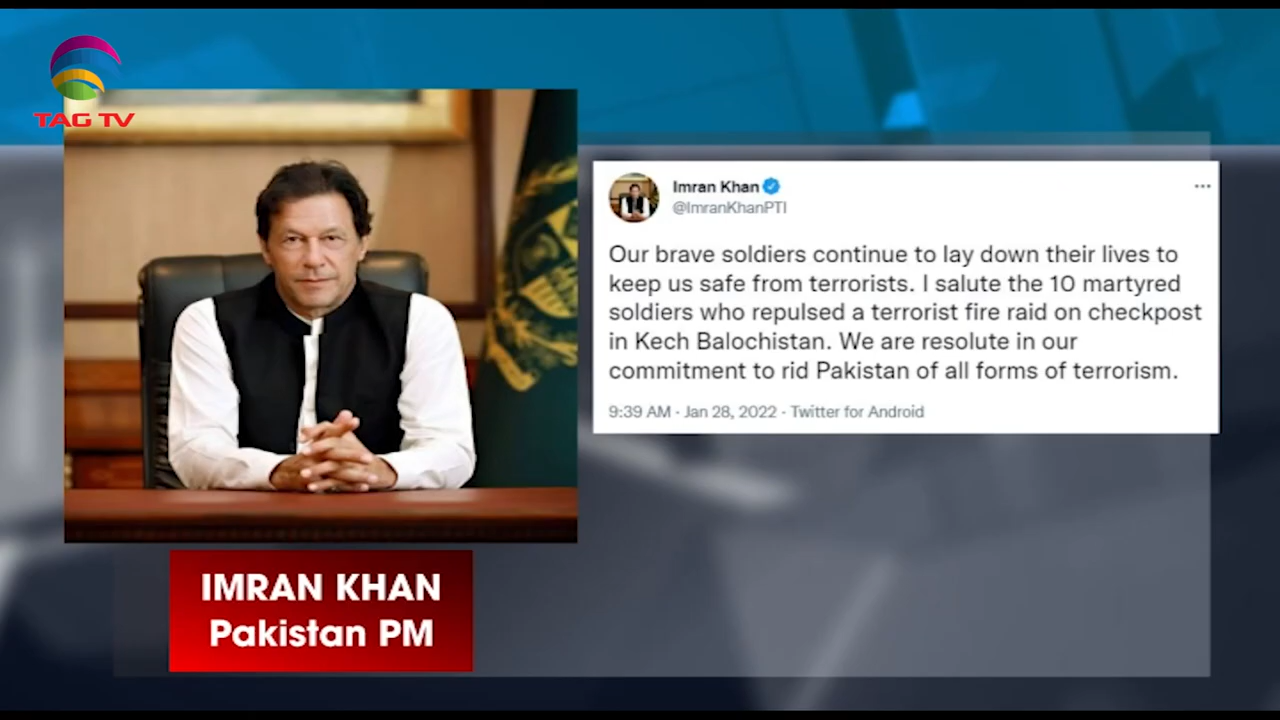 TAG TV
Imran Khan
@ImranKhanPTI
Our brave soldiers continue to lay down their lives to
keep us safe from terrorists. I salute the 10 martyred
soldiers who repulsed a terrorist fire raid on checkpost
in Kech Balochistan. We are resolute in our
commitment to rid Pakistan of all forms of terrorism.
9:39 AM · Jan 28, 2022 · Twitter for Android
IMRAN KHAN
Pakistan PM